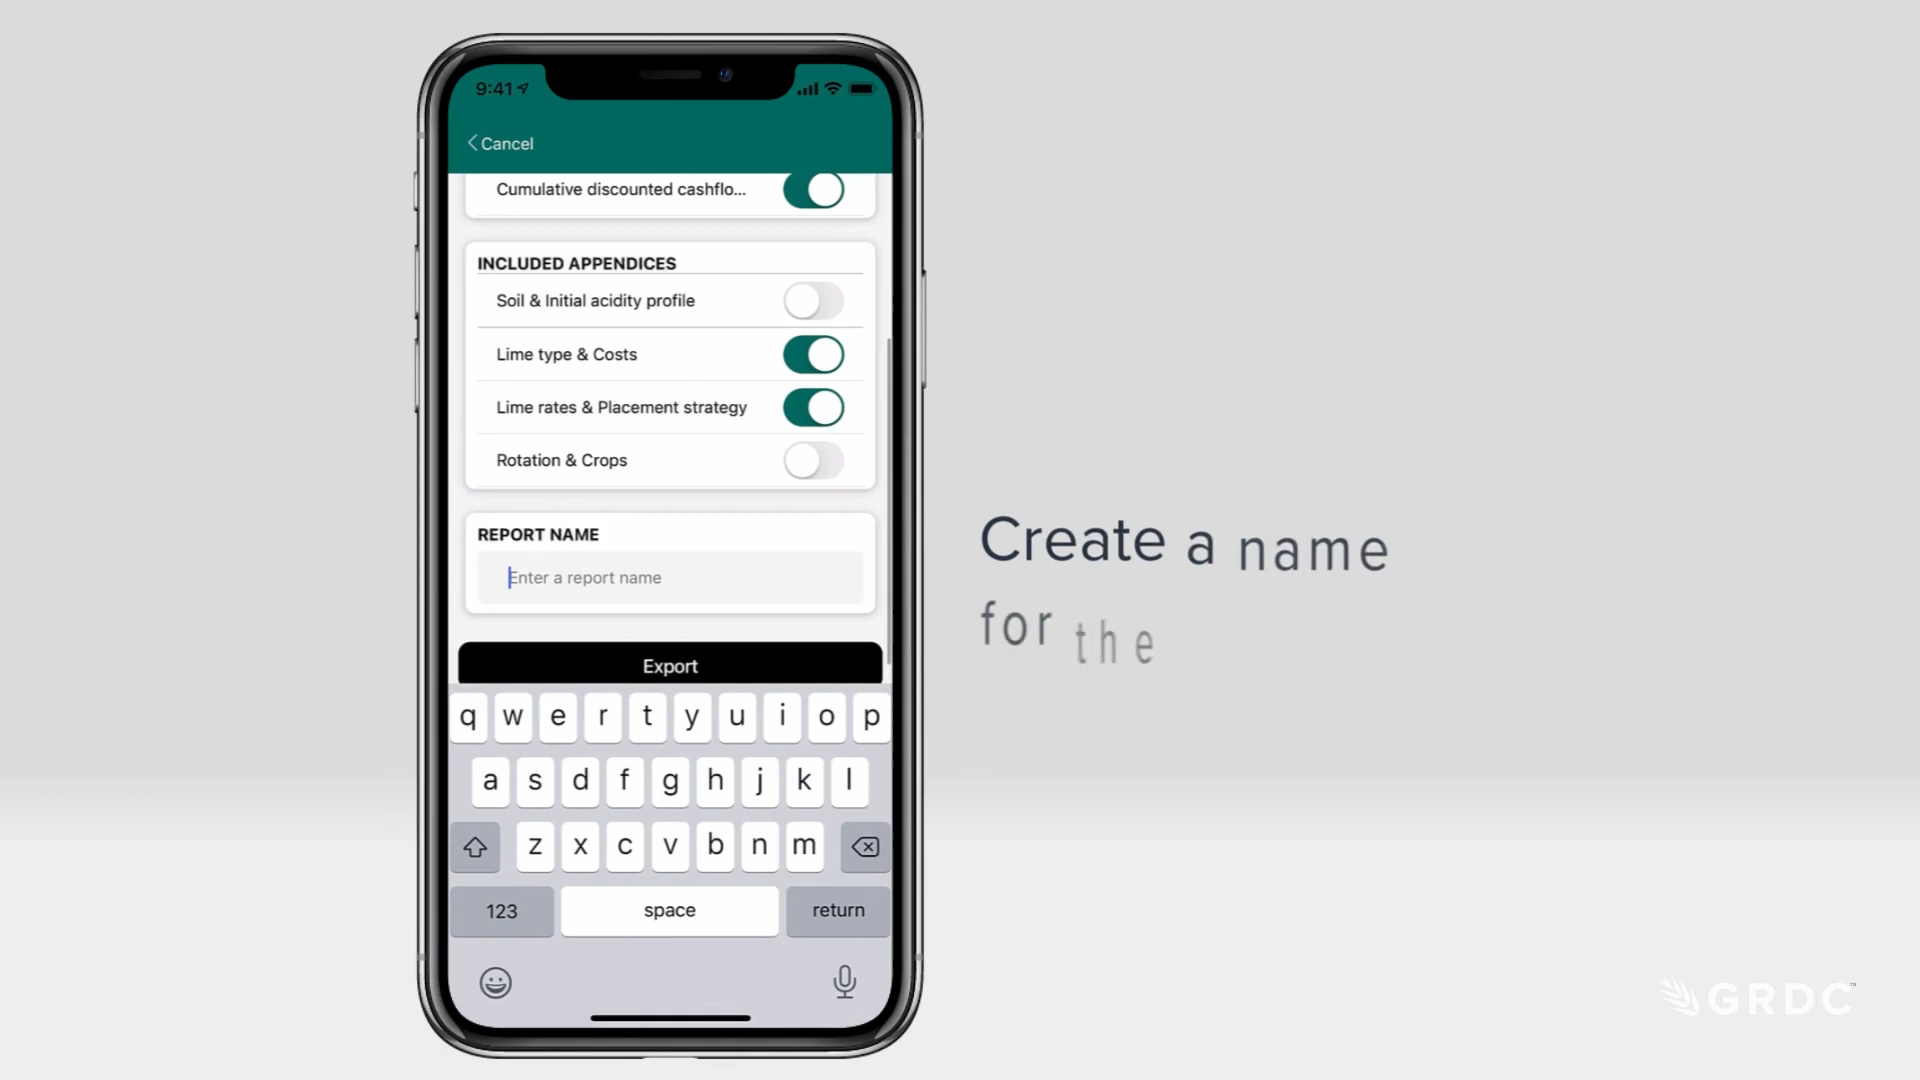 9:41
Cancel
Cumulative discounted cashflo...
INCLUDED APPENDICES
Soil & Initial acidity profile
Lime type & Costs
Lime rates & Placement strategy
Rotation & Crops
REPORT NAME
Enter a report name
Export
q w e r t y u i o p
a s d f g h j k l
z x c v b n m
123 space return
Create a name
for the
GRDC™